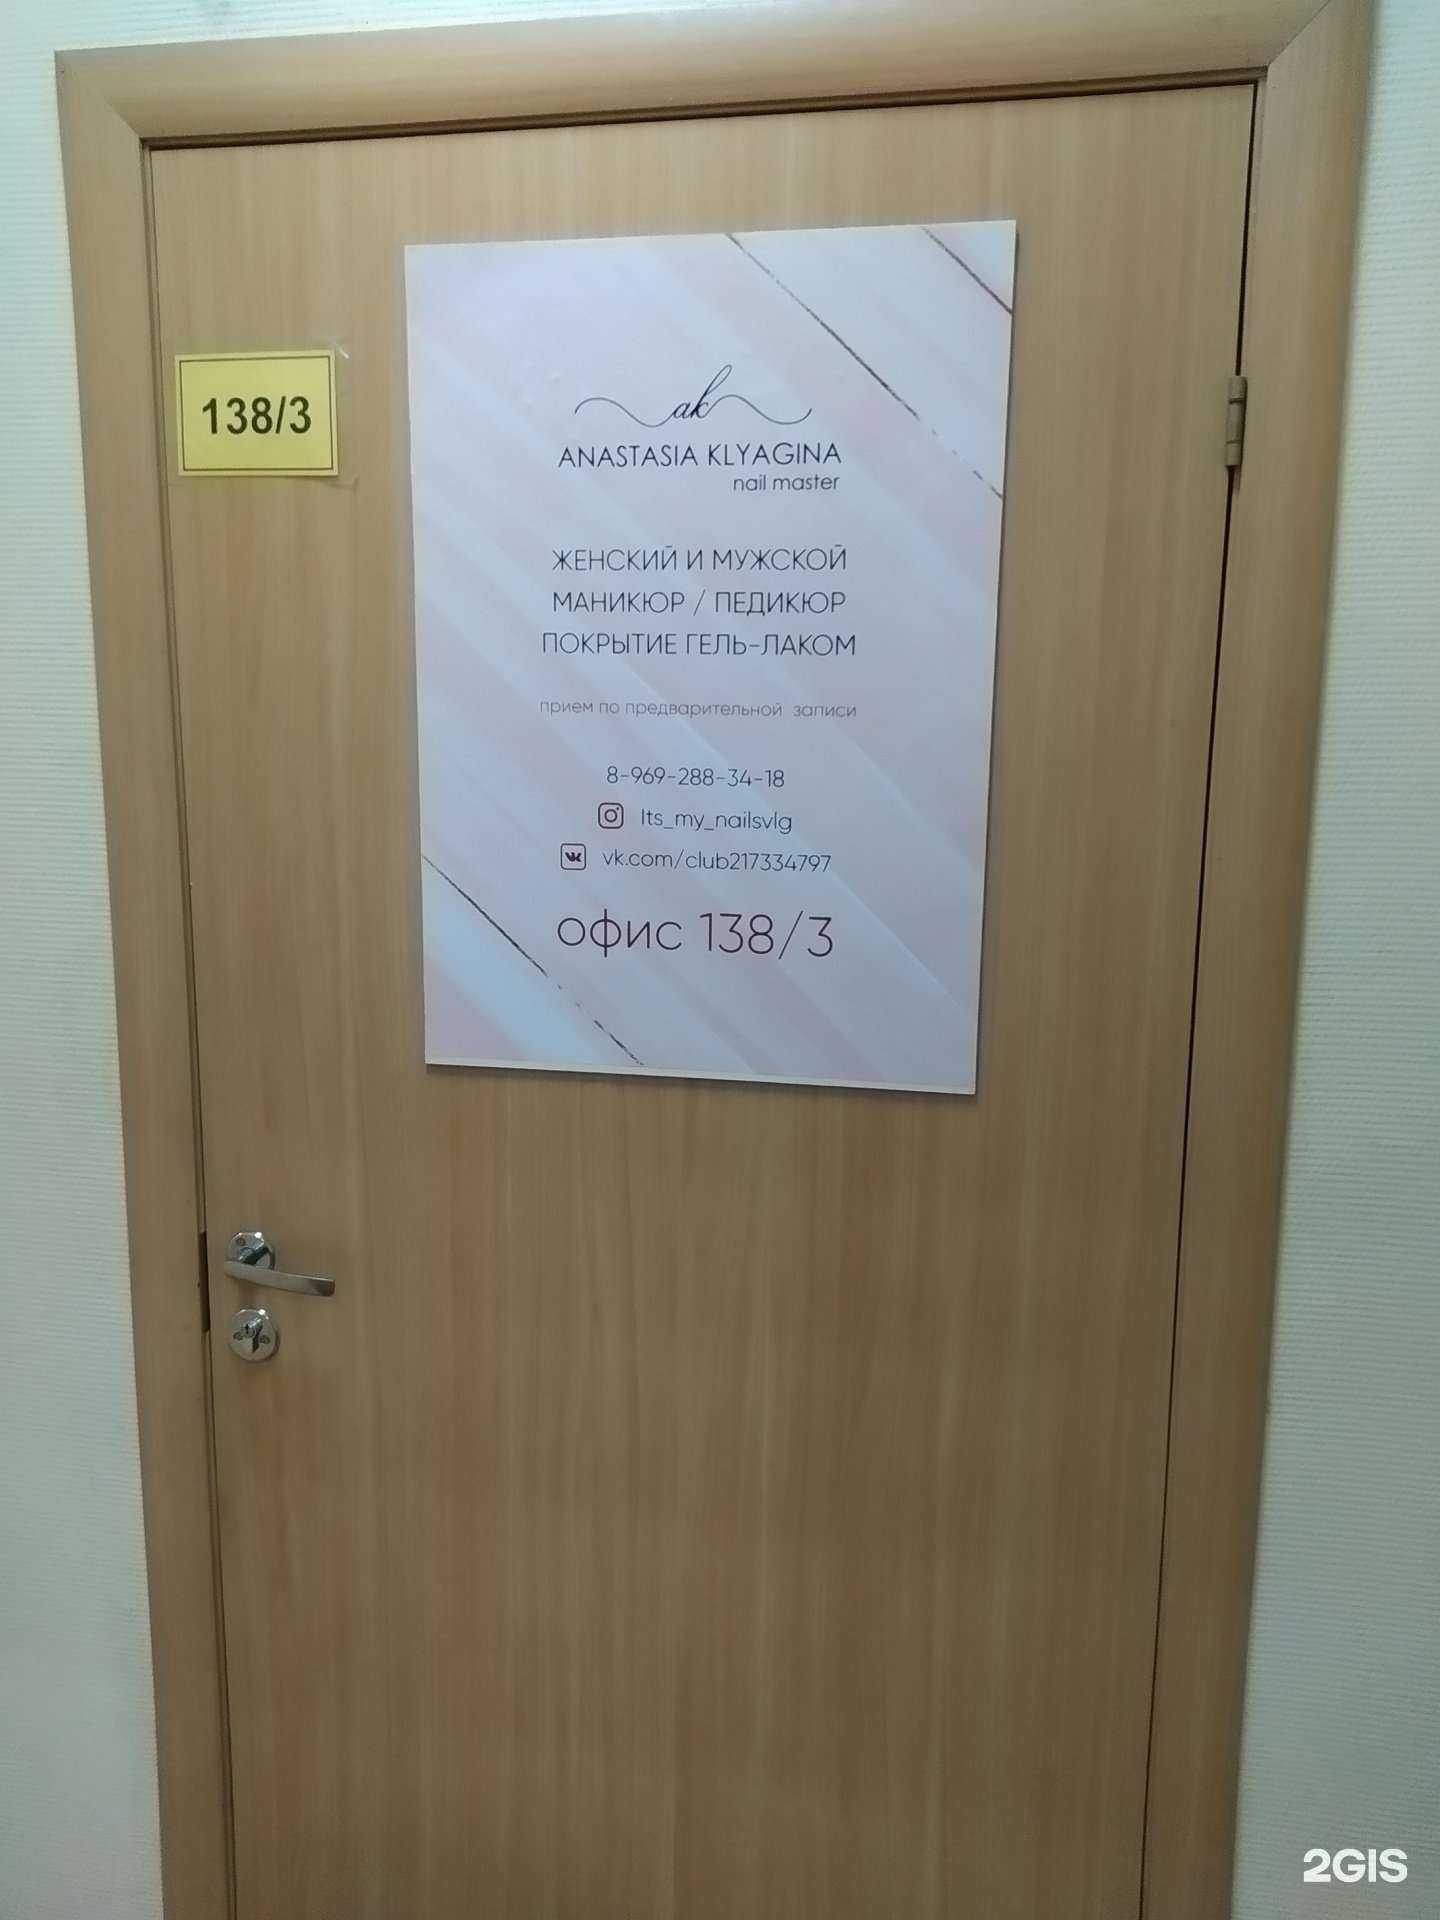 138/3
ak
ANASTASIA KLYAGINA
nail master
ЖЕНСКИЙ И МУЖСКОЙ
МАНИКЮР / ПЕДИКЮР
ПОКРЫТИЕ ГЕЛЬ-ЛАКОМ
прием по предварительной записи
8-969-288-34-18
Its_my_nailsvlg
vk.com/club217334797
офис 138/3
2GIS